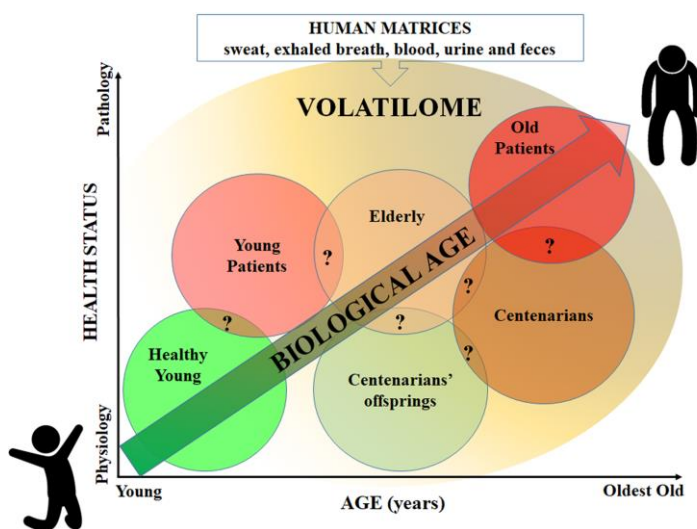 HUMAN MATRICES
sweat, exhaled breath, blood, urine and feces
VOLATILOME
Pathology
HEALTH STATUS
Physiology
Old
Patients
Elderly
Young
Patients
?
?
?
?
?
?
Centenarians
BIOLOGICAL AGE
Healthy
Young
Centenarians'
offsprings
Young
AGE (years)
Oldest Old